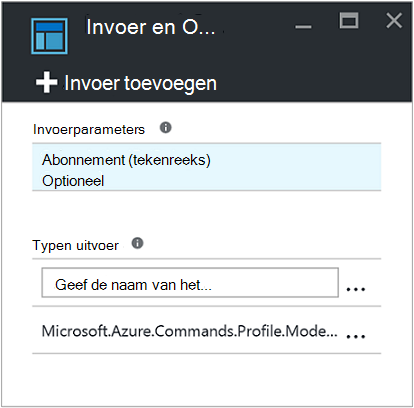 Invoer en O...
Invoer toevoegen
Invoerparameters
Abonnement (tekenreeks)
Optioneel
Typen uitvoer
Geef de naam van het...
...
Microsoft.Azure.Commands.Profile.Mode...
...